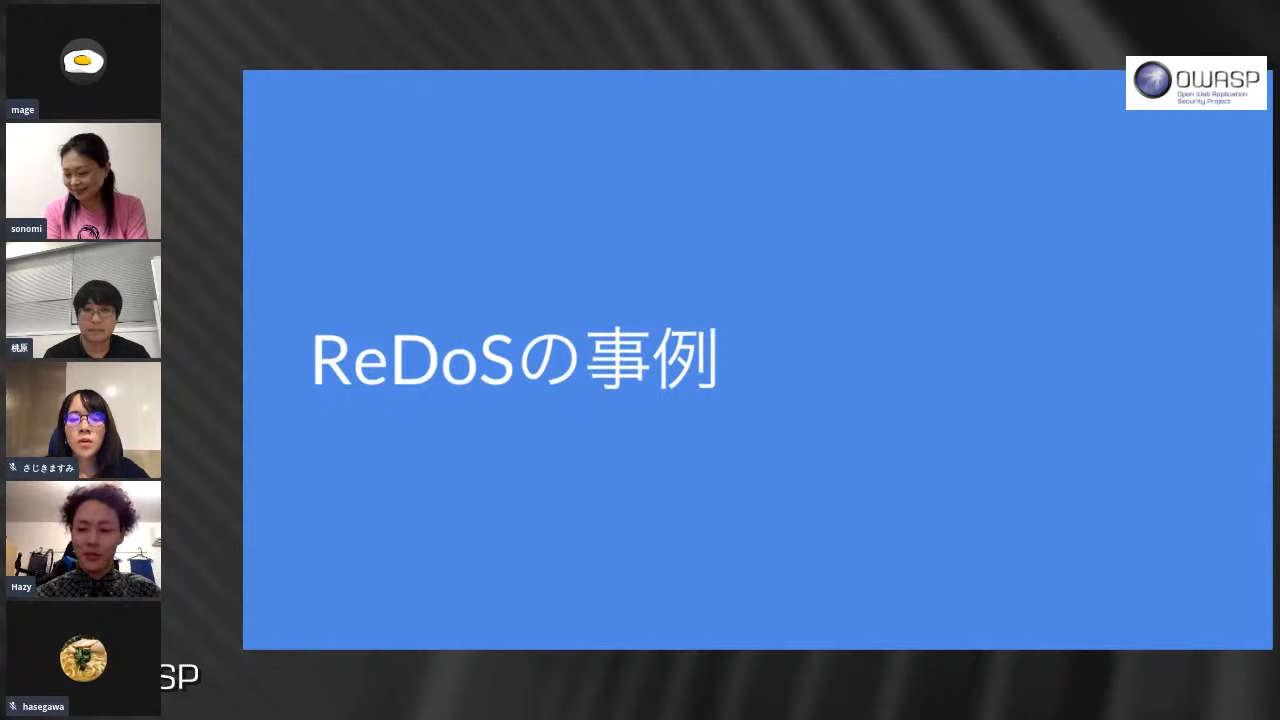 mage
sonomi
桃原
さじきますみ
Hazy
hasegawa
ReDoSの事例
OWASP
Open Web Application
Security Project
SP